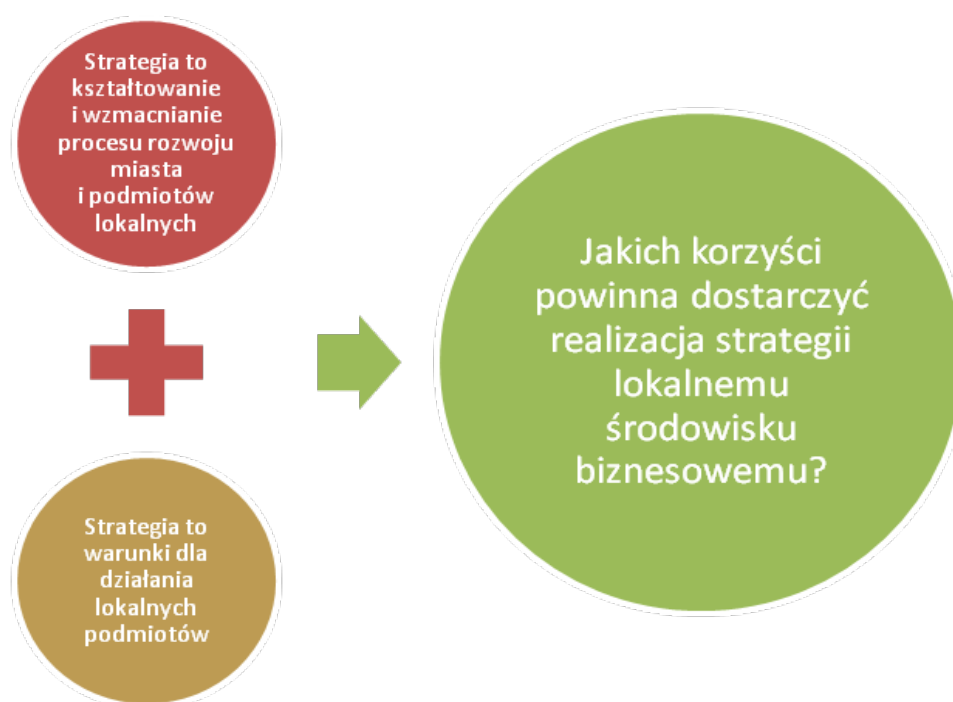 Strategia to
kształtowanie
i wzmacnianie
procesu rozwoju
miasta
i podmiotów
lokalnych
Strategia to
warunki dla
działania
lokalnych
podmiotów
Jakich korzyści
powinna dostarczyć
realizacja strategii
lokalnemu
środowisku
biznesowemu?